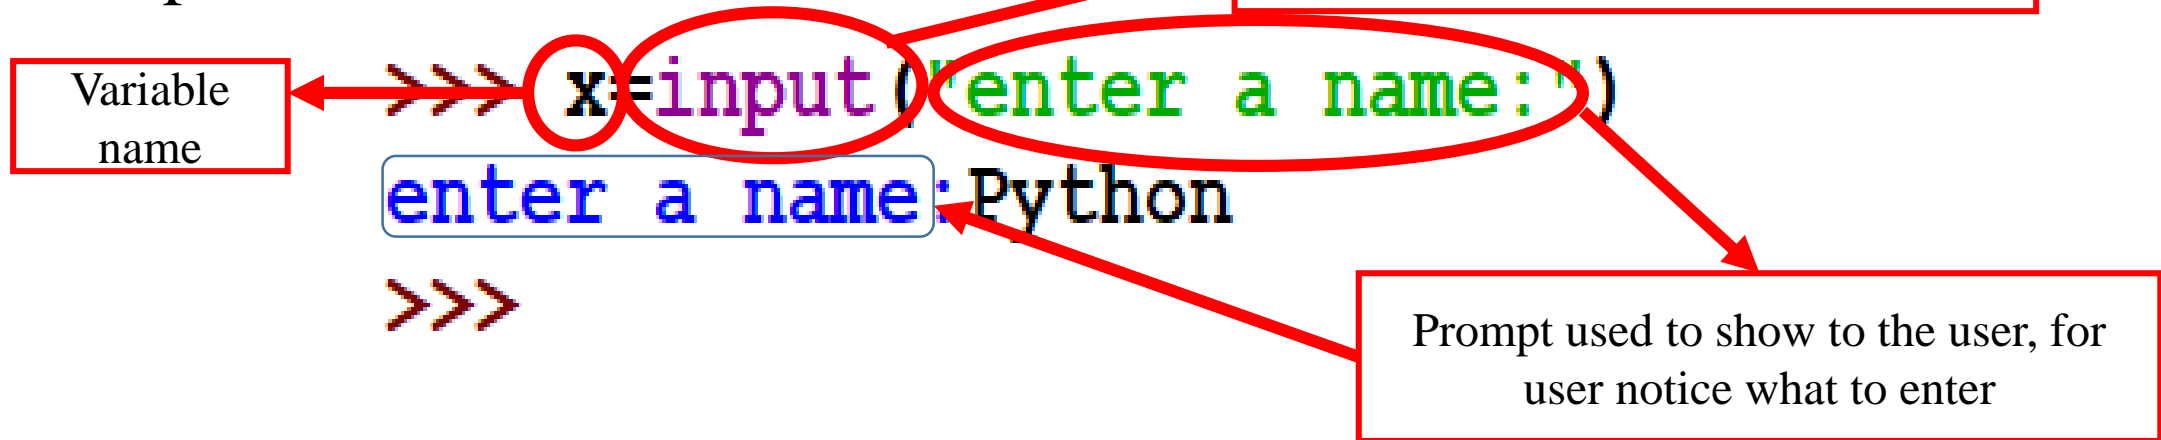 Variable
name
>>> x=input("enter a name:")
enter a name:Python
>>>
Prompt used to show to the user, for
user notice what to enter